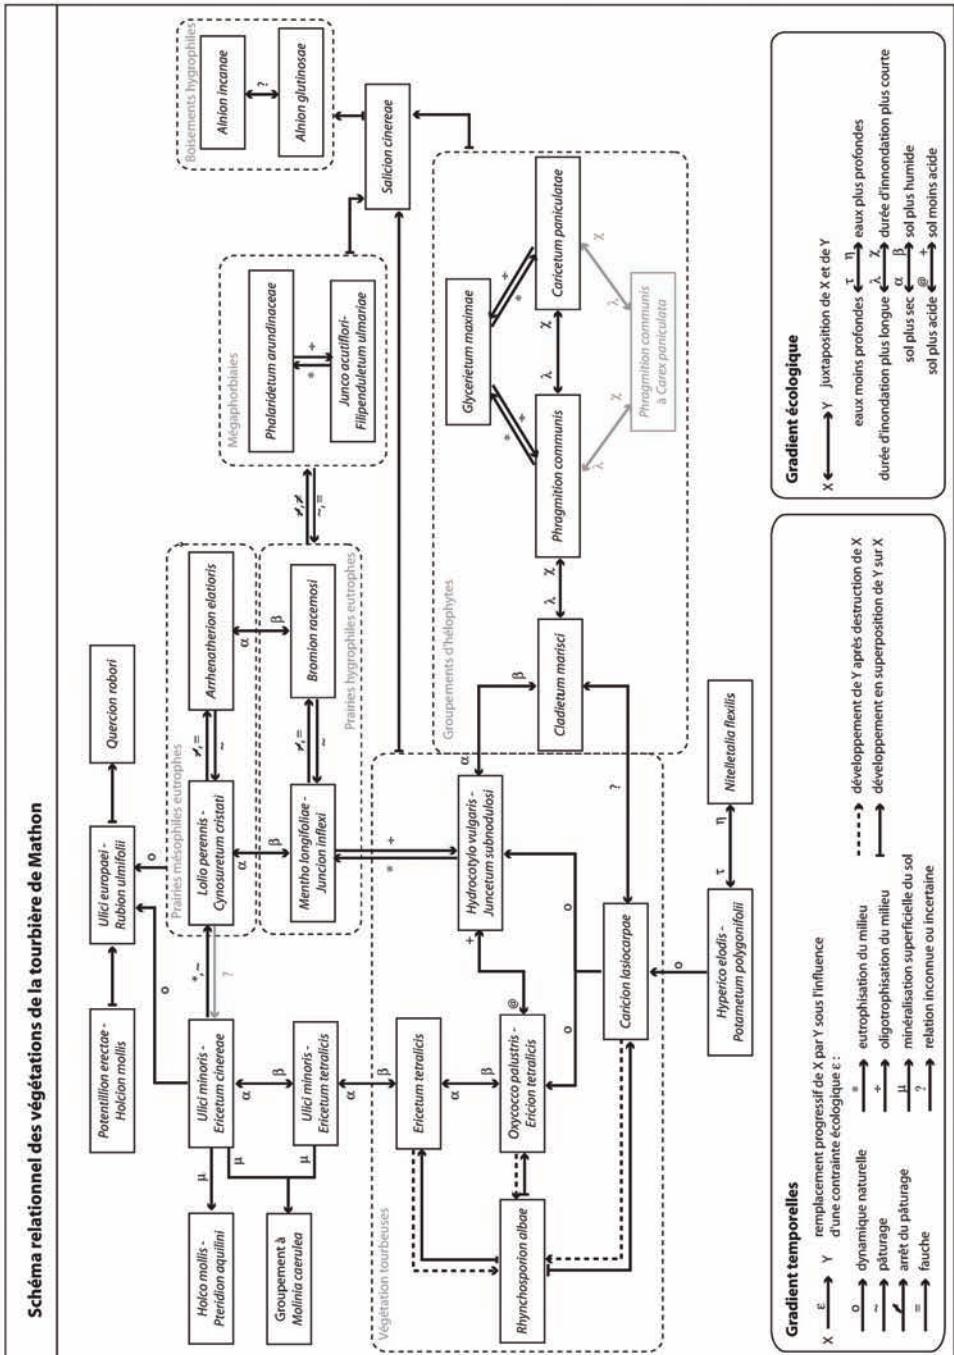 Schéma relationnel des végétations de la tourbière de Mathon
Holco mollis -
Pteridion aquilini
Groupement à
Molinia caerulea
Potentillion erectae -
Holcion mollis
Ulici minoris -
Ericetum cinereae
Ulici minoris -
Ericetum tetralicis
μ
μ
μ
α
β
α
β
Ulici europaei -
Rubion ulmifolii
Quercion robori
o
o
*,~
?
Prairies mésophiles eutrophes
Lolio perennis -
Cynosuretum cristati
Arrhenatherion elatioris
~
α
β
α
β
Prairies hygrophiles eutrophes
Mentho longifoliae -
Juncion inflexi
Bromion racemosi
~
~,=
Mégaphorbiaies
Phalaridetum arundinaceae
*
÷
Junco acutiflori-
Filipenduletum ulmariae
Boisements hygrophiles
Alnion incanae
?
Alnion glutinosae
Salicion cinereae
Végétation tourbeuses
Ericetum tetralicis
α
β
Rhynchosporion albae
Oxycocco palustris -
Ericion tetralicis
@
+
Hydrocotylo vulgaris -
Juncetum subnodulosi
*
÷
o
o
Caricion lasiocarpae
?
α
β
Groupements d'hélophytes
Cladietum marisci
λ
χ
Phragmition communis
λ
χ
Glycerietum maximae
*
÷
*
÷
Caricetum paniculatae
λ
χ
λ
χ
Phragmition communis
à Carex paniculata
o
Hyperico elodis -
Potametum polygonifolii
τ
η
Nitelletalia flexilis
Gradient temporelles
X ε Y remplacement progressif de X par Y sous l'influence
d'une contrainte écologique ε :
o dynamique naturelle
~ pâturage
arrêt du pâturage
= fauche
* eutrophisation du milieu
÷ oligotrophisation du milieu
μ minéralisation superficielle du sol
? relation inconnue ou incertaine
développement de Y après destruction de X
développement en superposition de Y sur X
Gradient écologique
X Y juxtaposition de X et de Y
eaux moins profondes τ η eaux plus profondes
durée d'inondation plus longue λ χ durée d'innondation plus courte
sol plus sec α β sol plus humide
sol plus acide @ + sol moins acide